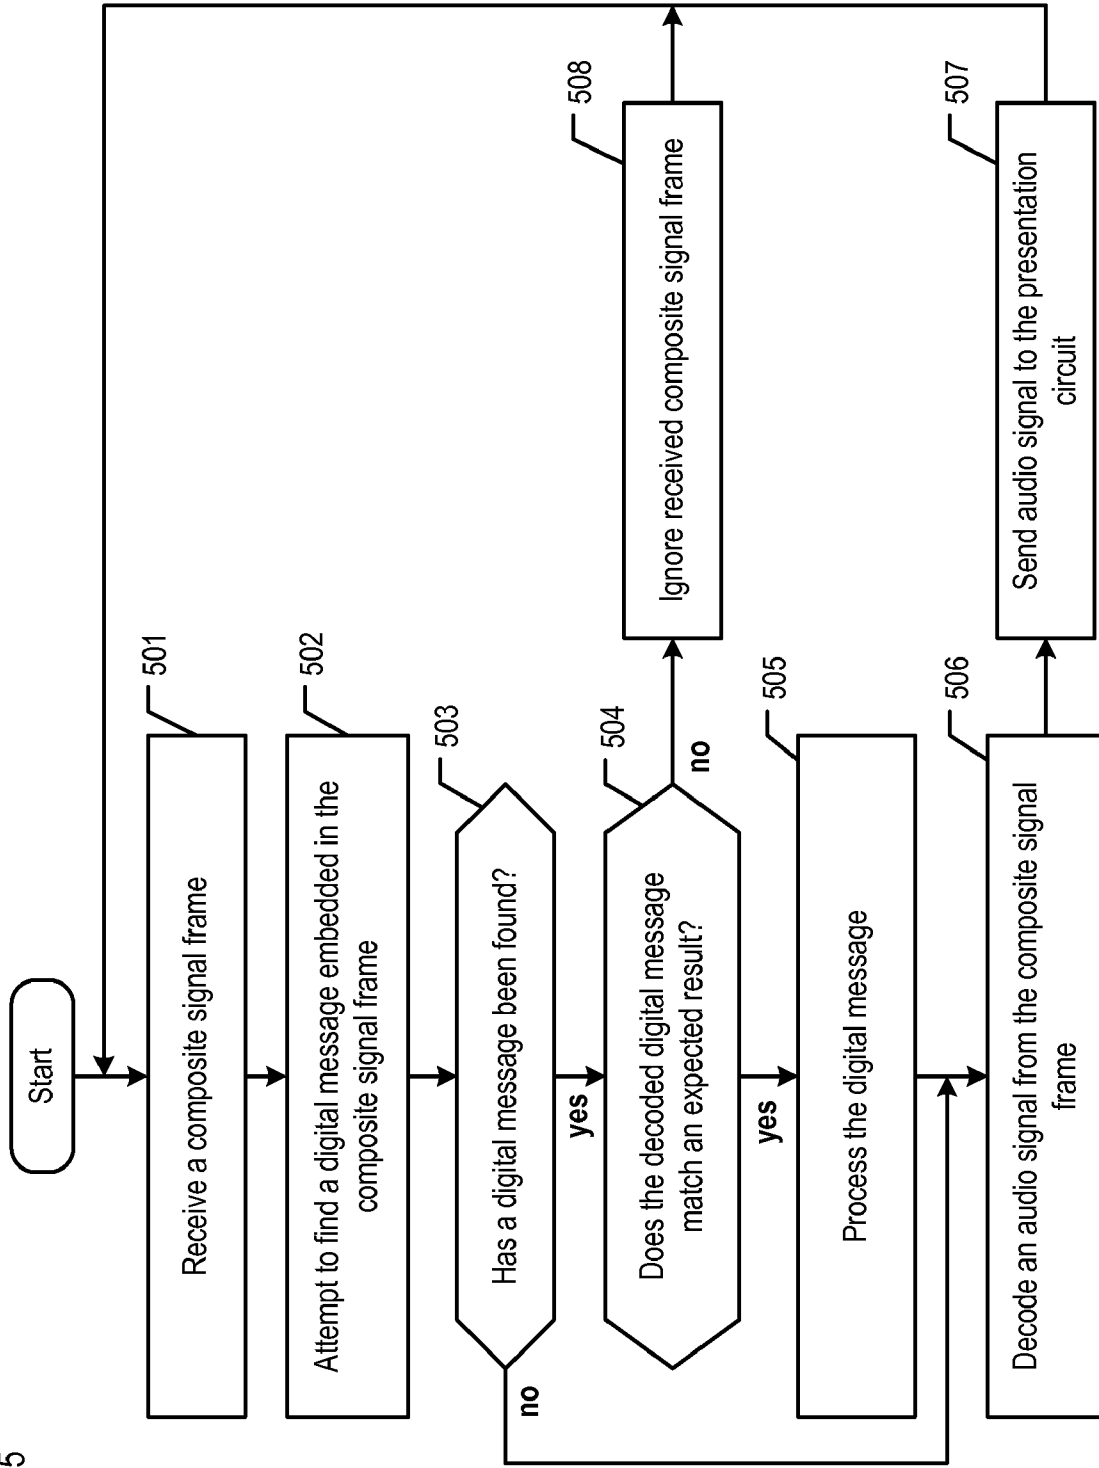 Start
Receive a composite signal frame
501
Attempt to find a digital message embedded in the
composite signal frame
502
Has a digital message been found?
503
no
yes
Does the decoded digital message
match an expected result?
504
no
yes
Ignore received composite signal frame
508
Process the digital message
505
Decode an audio signal from the composite signal
frame
506
Send audio signal to the presentation
circuit
507
5